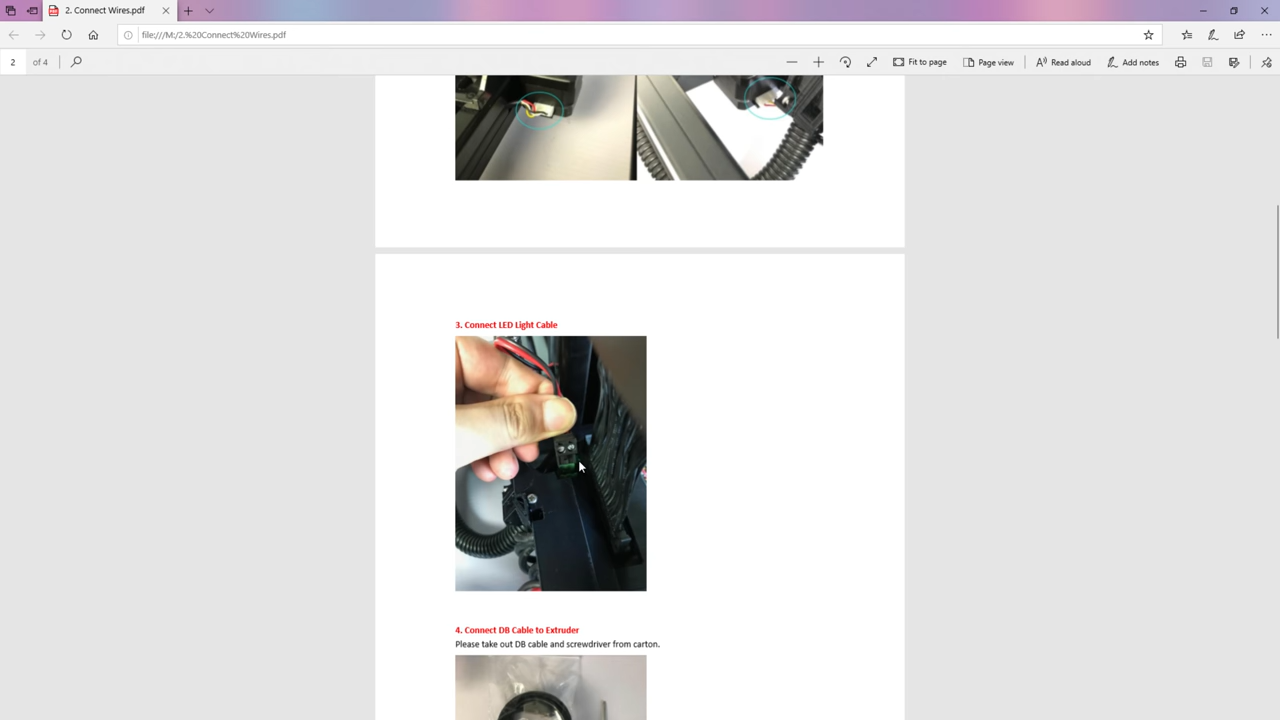 2. Connect Wires.pdf
file:///M:/2.%20Connect%20Wires.pdf
2 of 4
Fit to page
Page view
Read aloud
Add notes
3. Connect LED Light Cable
4. Connect DB Cable to Extruder
Please take out DB cable and screwdriver from carton.